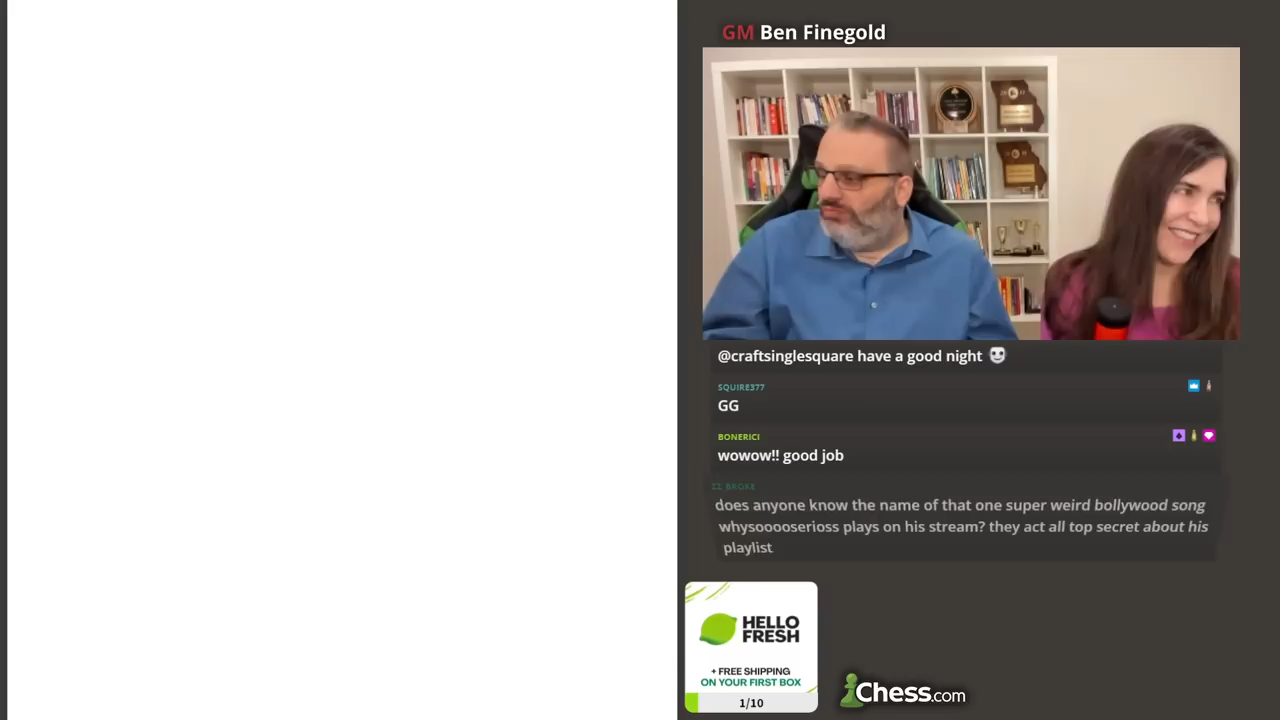 GM Ben Finegold
@craftsinglesquare have a good night
SQUIRE377
GG
BONERICI
wowow!! good job
ZZ_BROKE
does anyone know the name of that one super weird bollywood song
whysooooserioss plays on his stream? they act all top secret about his
playlist
HELLO
FRESH
+ FREE SHIPPING
ON YOUR FIRST BOX
1/10
Chess.com